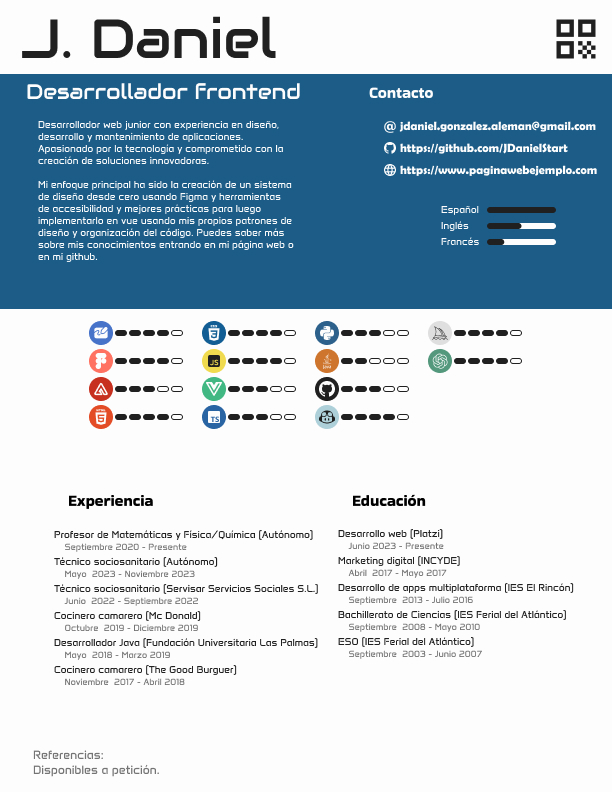 J. Daniel
Desarrollador frontend
Desarrollador web junior con experiencia en diseño,
desarrollo y mantenimiento de aplicaciones.
Apasionado por la tecnología y comprometido con la
creación de soluciones innovadoras.
Mi enfoque principal ha sido la creación de un sistema
de diseño desde cero usando Figma y herramientas
de accesibilidad y mejores prácticas para luego
implementarlo en vue usando mis propios patrones de
diseño y organización del código. Puedes saber más
sobre mis conocimientos entrando en mi página web o
en mi github.
Contacto
@ jdaniel.gonzalez.aleman@gmail.com
https://github.com/JDanielStart
https://www.paginawebejemplo.com
Español
Inglés
Francés
JS
TS
Experiencia
Profesor de Matemáticas y Física/Química (Autónomo)
Septiembre 2020 - Presente
Técnico sociosanitario (Autónomo)
Mayo 2023 - Noviembre 2023
Técnico sociosanitario (Servisar Servicios Sociales S.L.)
Junio 2022 - Septiembre 2022
Cocinero camarero (Mc Donald)
Octubre 2019 - Diciembre 2019
Desarrollador Java (Fundación Universitaria Las Palmas)
Mayo 2018 - Marzo 2019
Cocinero camarero (The Good Burguer)
Noviembre 2017 - Abril 2018
Educación
Desarrollo web (Platzi)
Junio 2023 - Presente
Marketing digital (INCYDE)
Abril 2017 - Mayo 2017
Desarrollo de apps multiplataforma (IES El Rincón)
Septiembre 2013 - Julio 2016
Bachillerato de Ciencias (IES Ferial del Atlántico)
Septiembre 2008 - Mayo 2010
ESO (IES Ferial del Atlántico)
Septiembre 2003 - Junio 2007
Referencias:
Disponibles a petición.